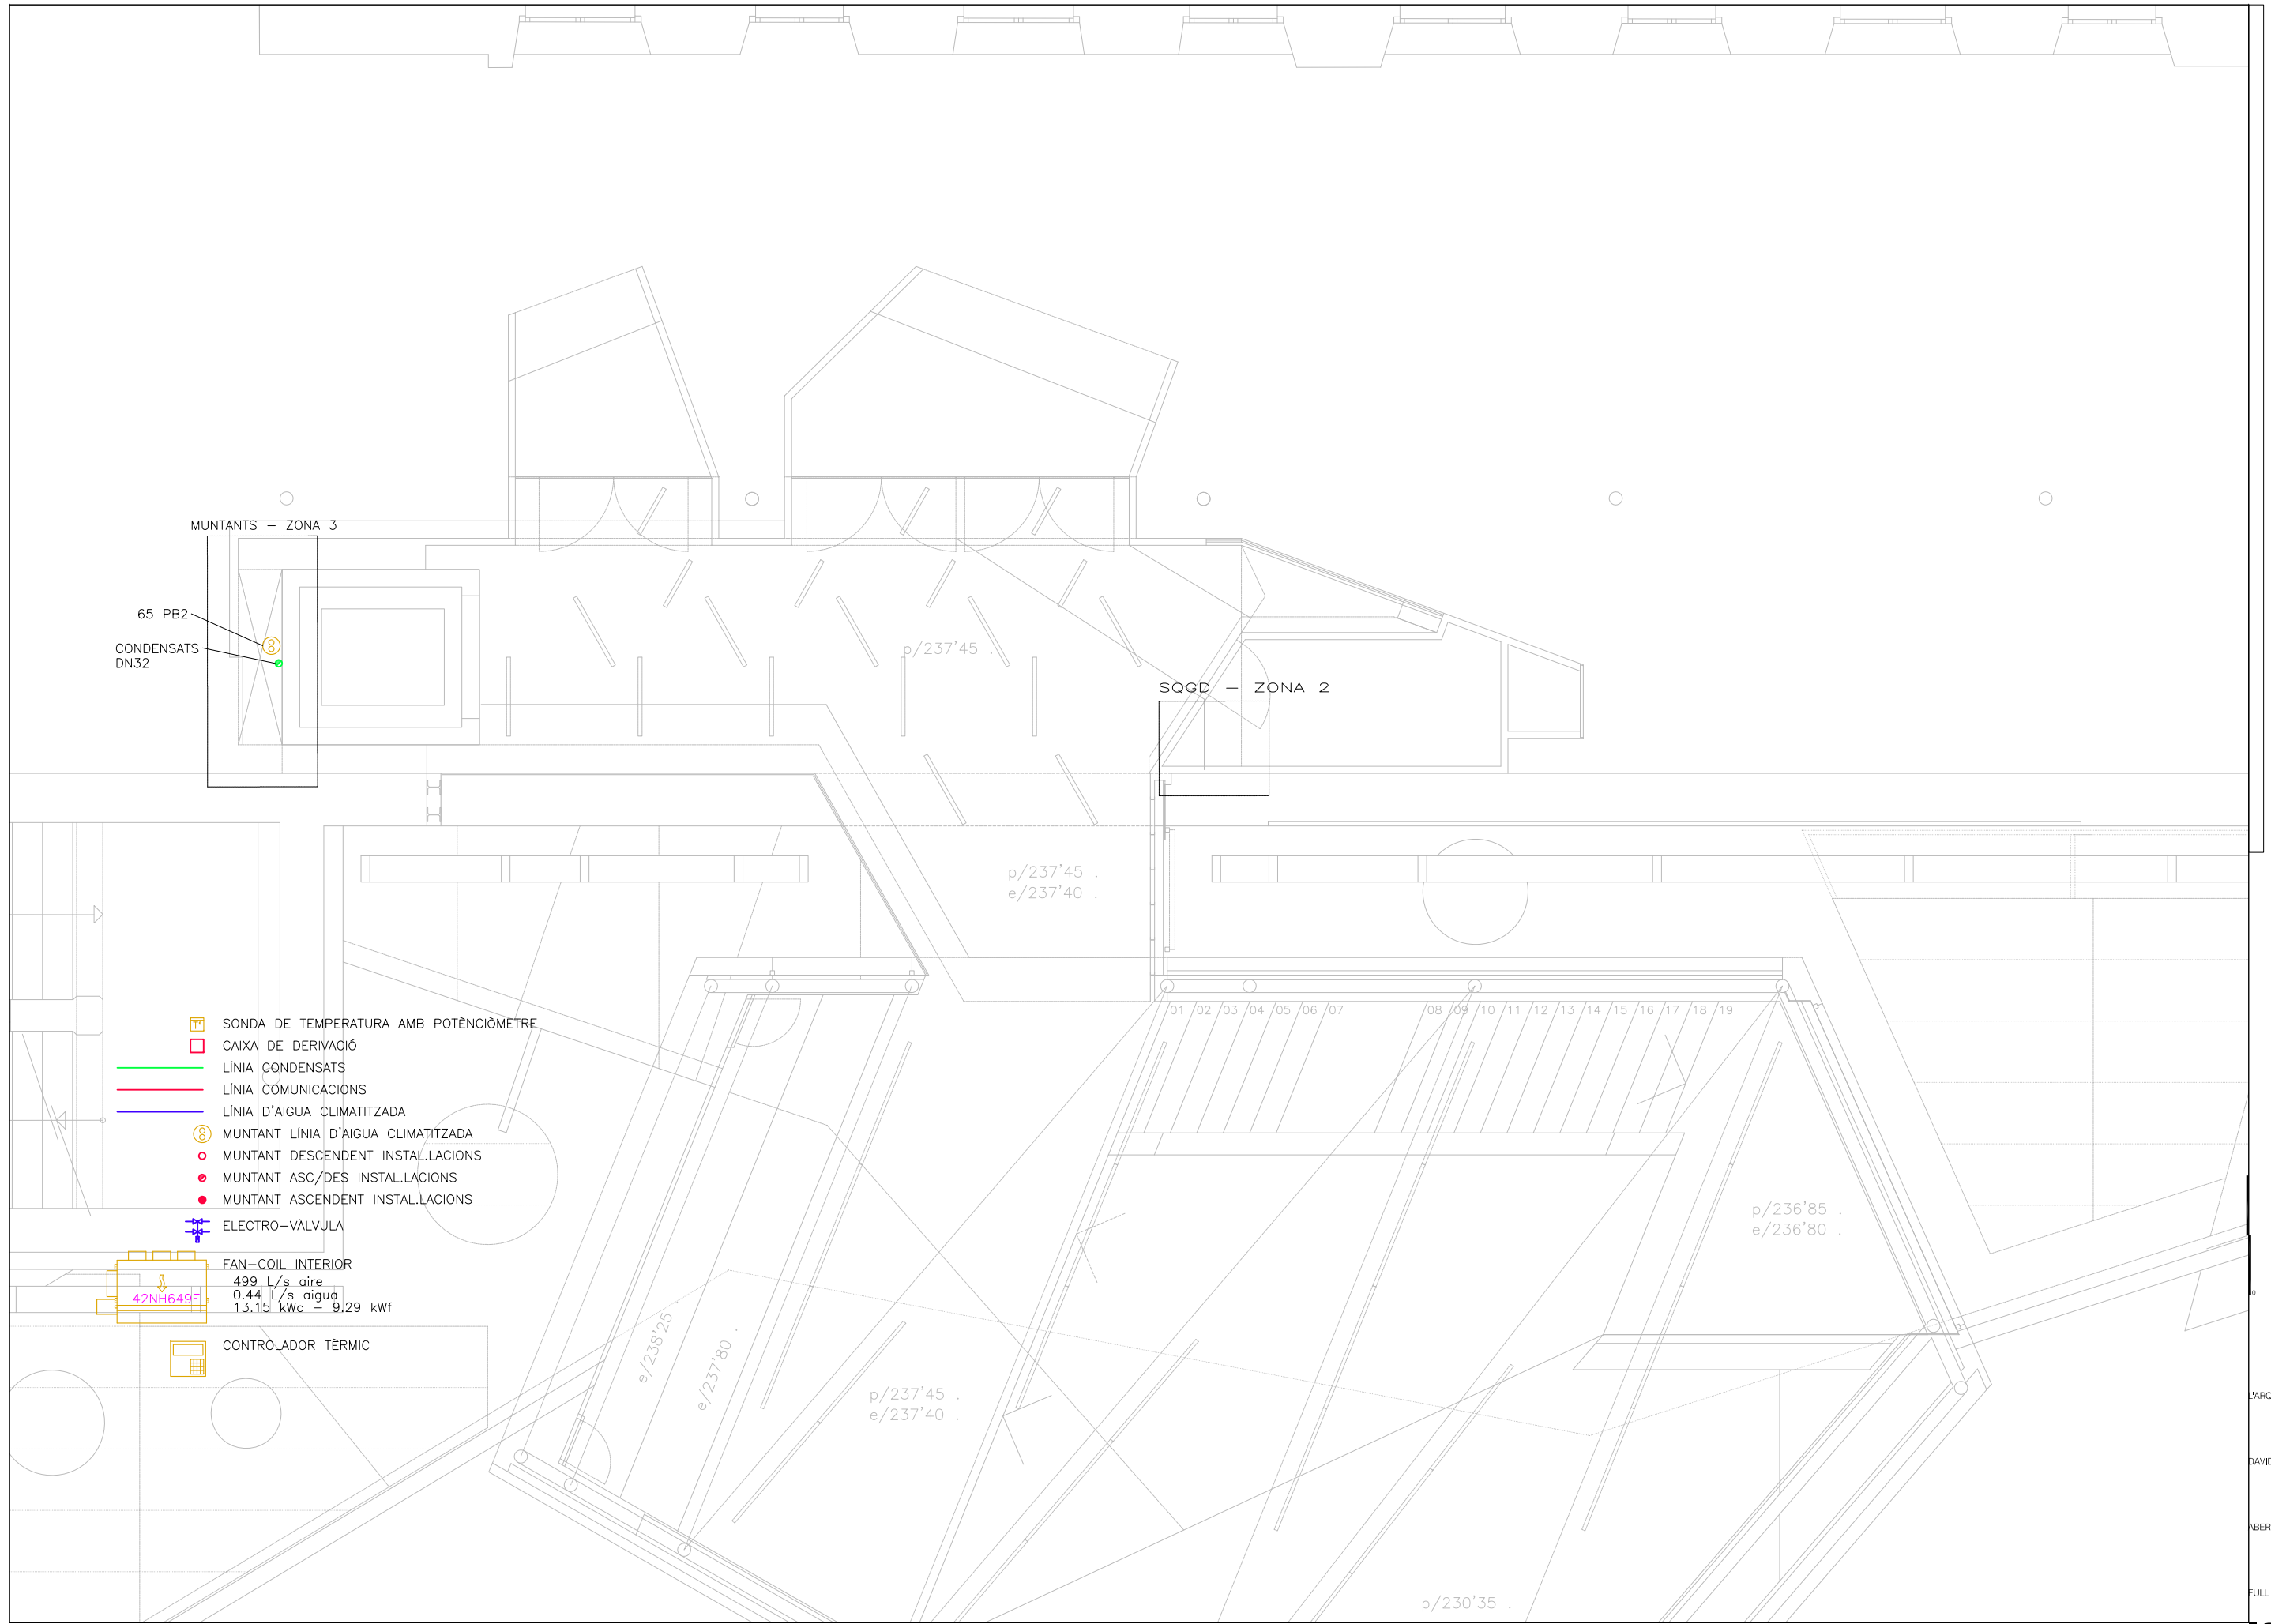 MUNTANTS - ZONA 3
65 PB2
CONDENSATS
DN32
p/237'45 .
SQGD - ZONA 2
p/237'45 .
e/237'40 .
01 02 03 04 05 06 07 08 09 10 11 12 13 14 15 16 17 18 19
T°
SONDA DE TEMPERATURA AMB POTÈNCIÒMETRE
CAIXA DE DERIVACIÓ
LÍNIA CONDENSATS
LÍNIA COMUNICACIONS
LÍNIA D'AIGUA CLIMATITZADA
MUNTANT LÍNIA D'AIGUA CLIMATITZADA
MUNTANT DESCENDENT INSTAL.LACIONS
MUNTANT ASC/DES INSTAL.LACIONS
MUNTANT ASCENDENT INSTAL.LACIONS
ELECTRO-VÀLVULA
FAN-COIL INTERIOR
499 L/s aire
0.44 L/s aigua
13.15 kWc - 9.29 kWf
42NH649F
CONTROLADOR TÈRMIC
p/236'85 .
e/236'80 .
e/238'25 .
e/237'80 .
p/237'45 .
e/237'40 .
p/230'35 .
L'ARQ
DAVID
ABER
FULL